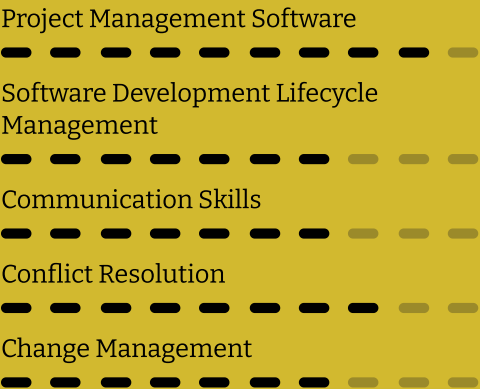 Project Management Software
Software Development Lifecycle
Management
Communication Skills
Conflict Resolution
Change Management